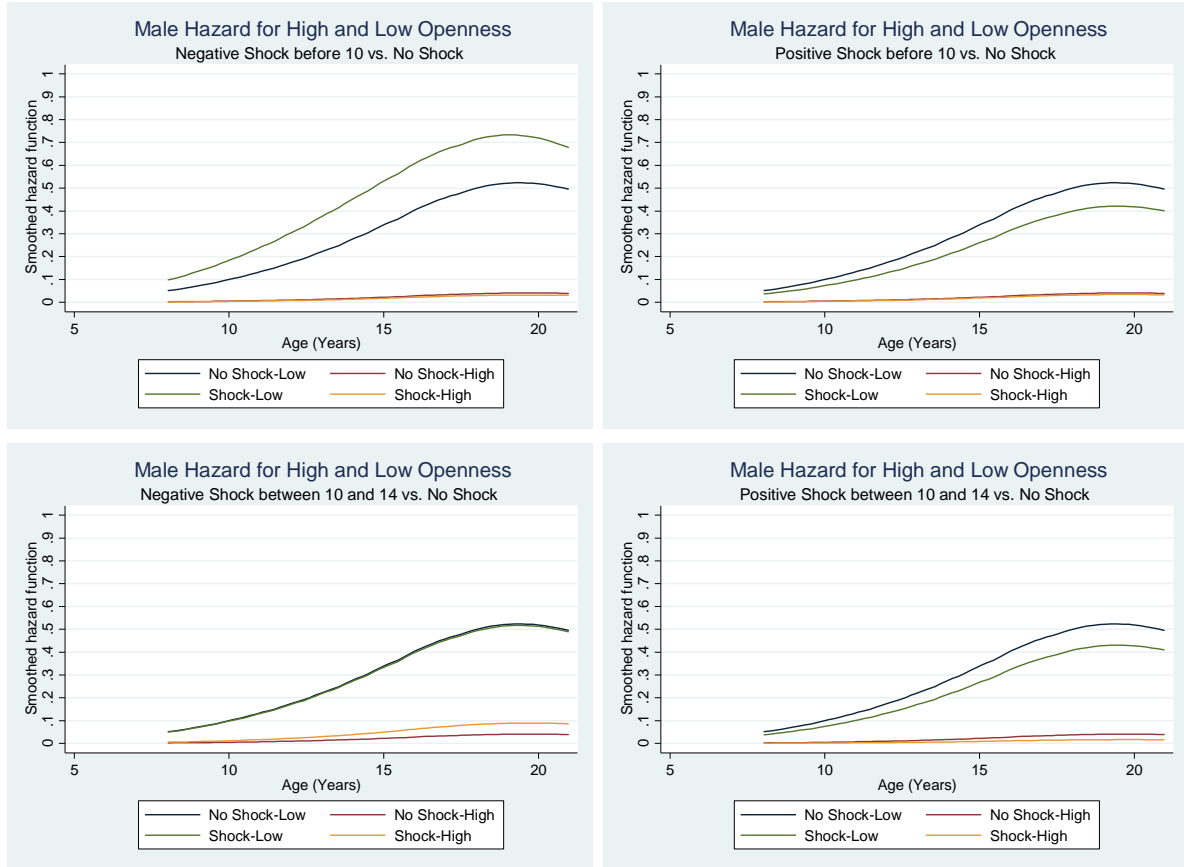 Male Hazard for High and Low Openness
Negative Shock before 10 vs. No Shock
Smoothed hazard function
1
.9
.8
.7
.6
.5
.4
.3
.2
.1
0
5 10 15 20
Age (Years)
No Shock-Low No Shock-High
Shock-Low Shock-High
Male Hazard for High and Low Openness
Positive Shock before 10 vs. No Shock
Smoothed hazard function
1
.9
.8
.7
.6
.5
.4
.3
.2
.1
0
5 10 15 20
Age (Years)
No Shock-Low No Shock-High
Shock-Low Shock-High
Male Hazard for High and Low Openness
Negative Shock between 10 and 14 vs. No Shock
Smoothed hazard function
1
.9
.8
.7
.6
.5
.4
.3
.2
.1
0
5 10 15 20
Age (Years)
No Shock-Low No Shock-High
Shock-Low Shock-High
Male Hazard for High and Low Openness
Positive Shock between 10 and 14 vs. No Shock
Smoothed hazard function
1
.9
.8
.7
.6
.5
.4
.3
.2
.1
0
5 10 15 20
Age (Years)
No Shock-Low No Shock-High
Shock-Low Shock-High